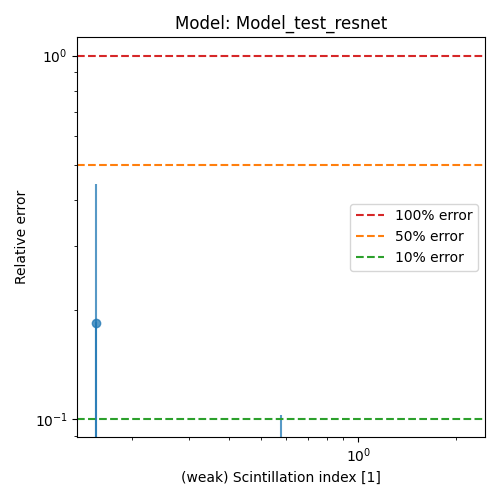 Model: Model_test_resnet
10^0
Relative error
100% error
50% error
10% error
10^-1
10^0
(weak) Scintillation index [1]